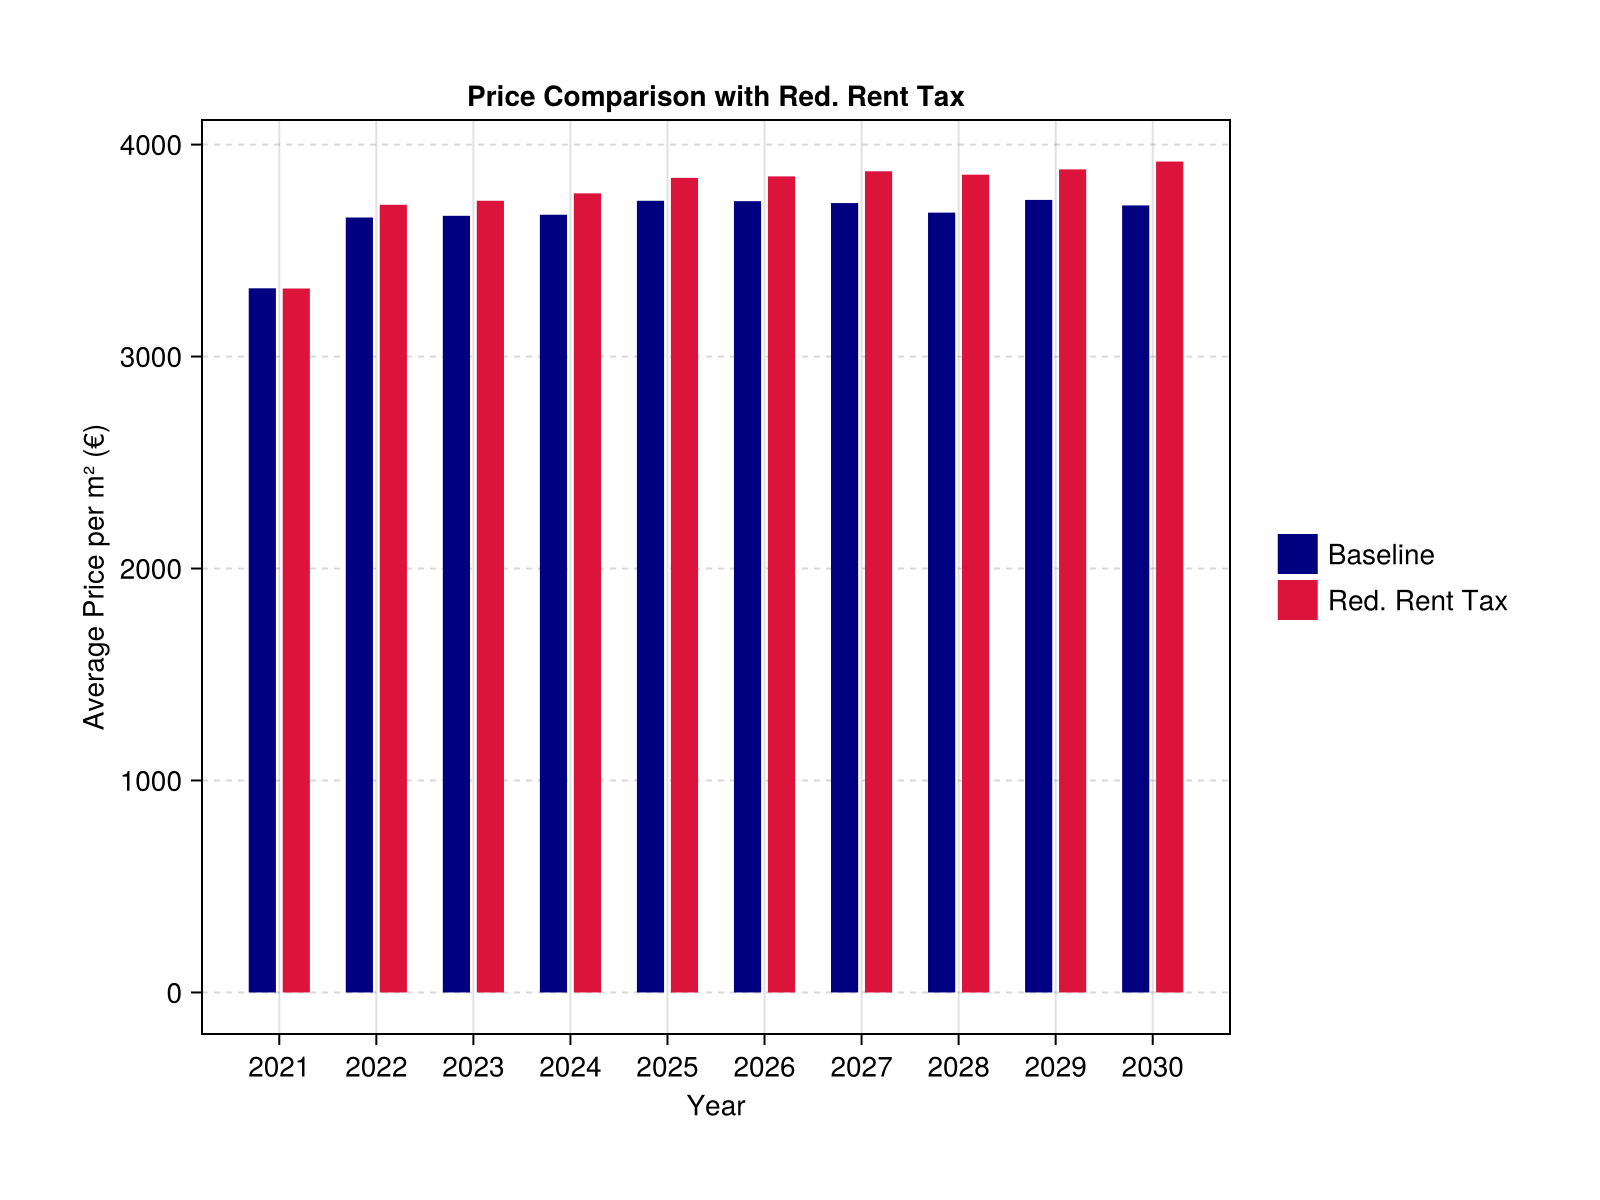 Price Comparison with Red. Rent Tax
Average Price per m² (€)
4000
3000
2000
1000
0
2021 2022 2023 2024 2025 2026 2027 2028 2029 2030
Year
Baseline
Red. Rent Tax